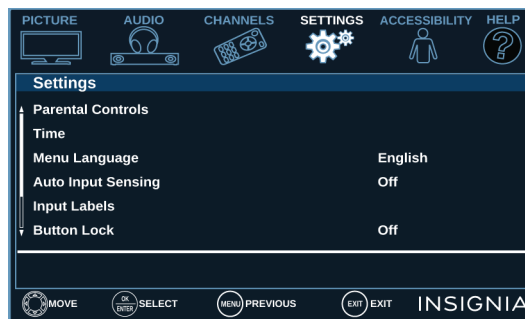 PICTURE AUDIO CHANNELS SETTINGS ACCESSIBILITY HELP
?
Settings
Parental Controls
Time
Menu Language English
Auto Input Sensing Off
Input Labels
Button Lock Off
MOVE OK ENTER SELECT MENU PREVIOUS EXIT EXIT INSIGNIA